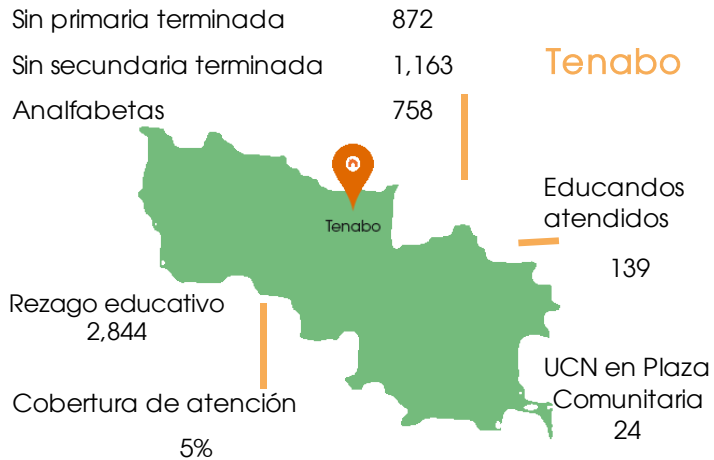 Sin primaria terminada 872
Sin secundaria terminada 1,163
Analfabetas 758
Tenabo
Tenabo
Educandos
atendidos
139
Rezago educativo
2,844
Cobertura de atención
5%
UCN en Plaza
Comunitaria
24